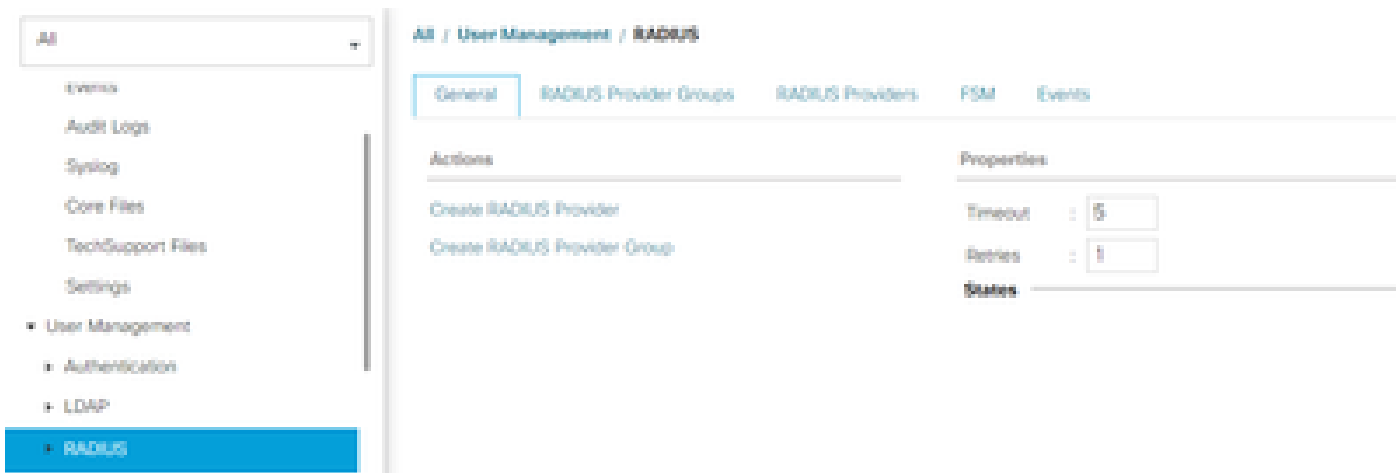 All
Events
Audit Logs
Syslog
Core Files
TechSupport Files
Settings
User Management
Authentication
LDAP
RADIUS
All / User Management / RADIUS
General RADIUS Provider Groups RADIUS Providers FSM Events
Actions
Create RADIUS Provider
Create RADIUS Provider Group
Properties
Timeout : 5
Retries : 1
States